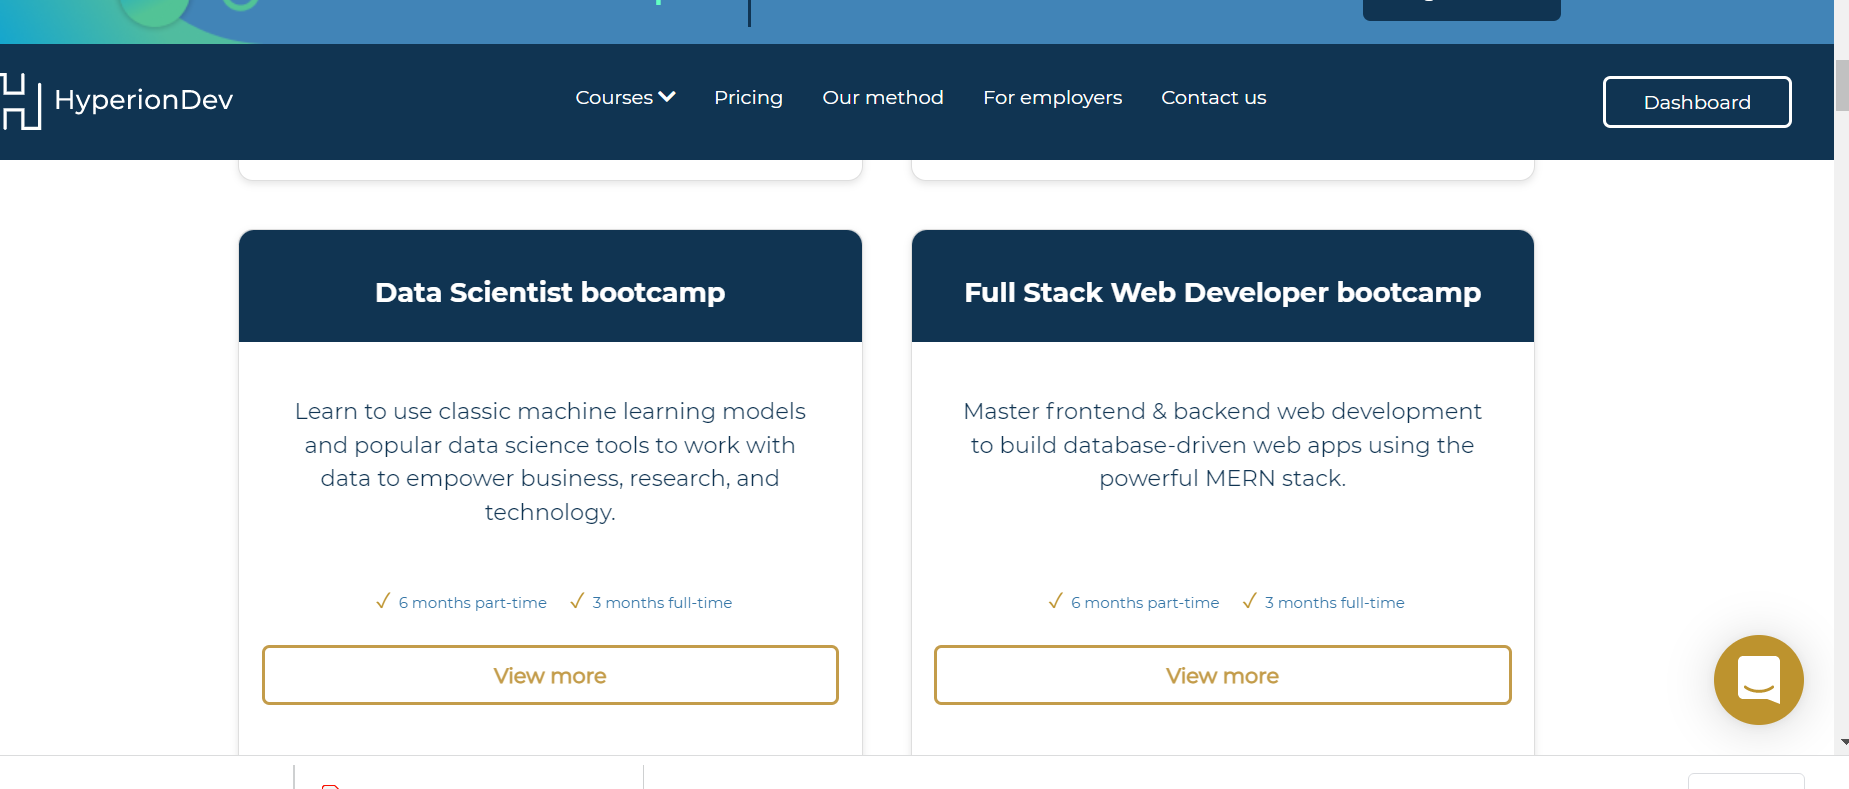 HyperionDev
Courses
Pricing
Our method
For employers
Contact us
Dashboard
Data Scientist bootcamp
Learn to use classic machine learning models
and popular data science tools to work with
data to empower business, research, and
technology.
✓ 6 months part-time ✓ 3 months full-time
View more
Full Stack Web Developer bootcamp
Master frontend & backend web development
to build database-driven web apps using the
powerful MERN stack.
✓ 6 months part-time ✓ 3 months full-time
View more